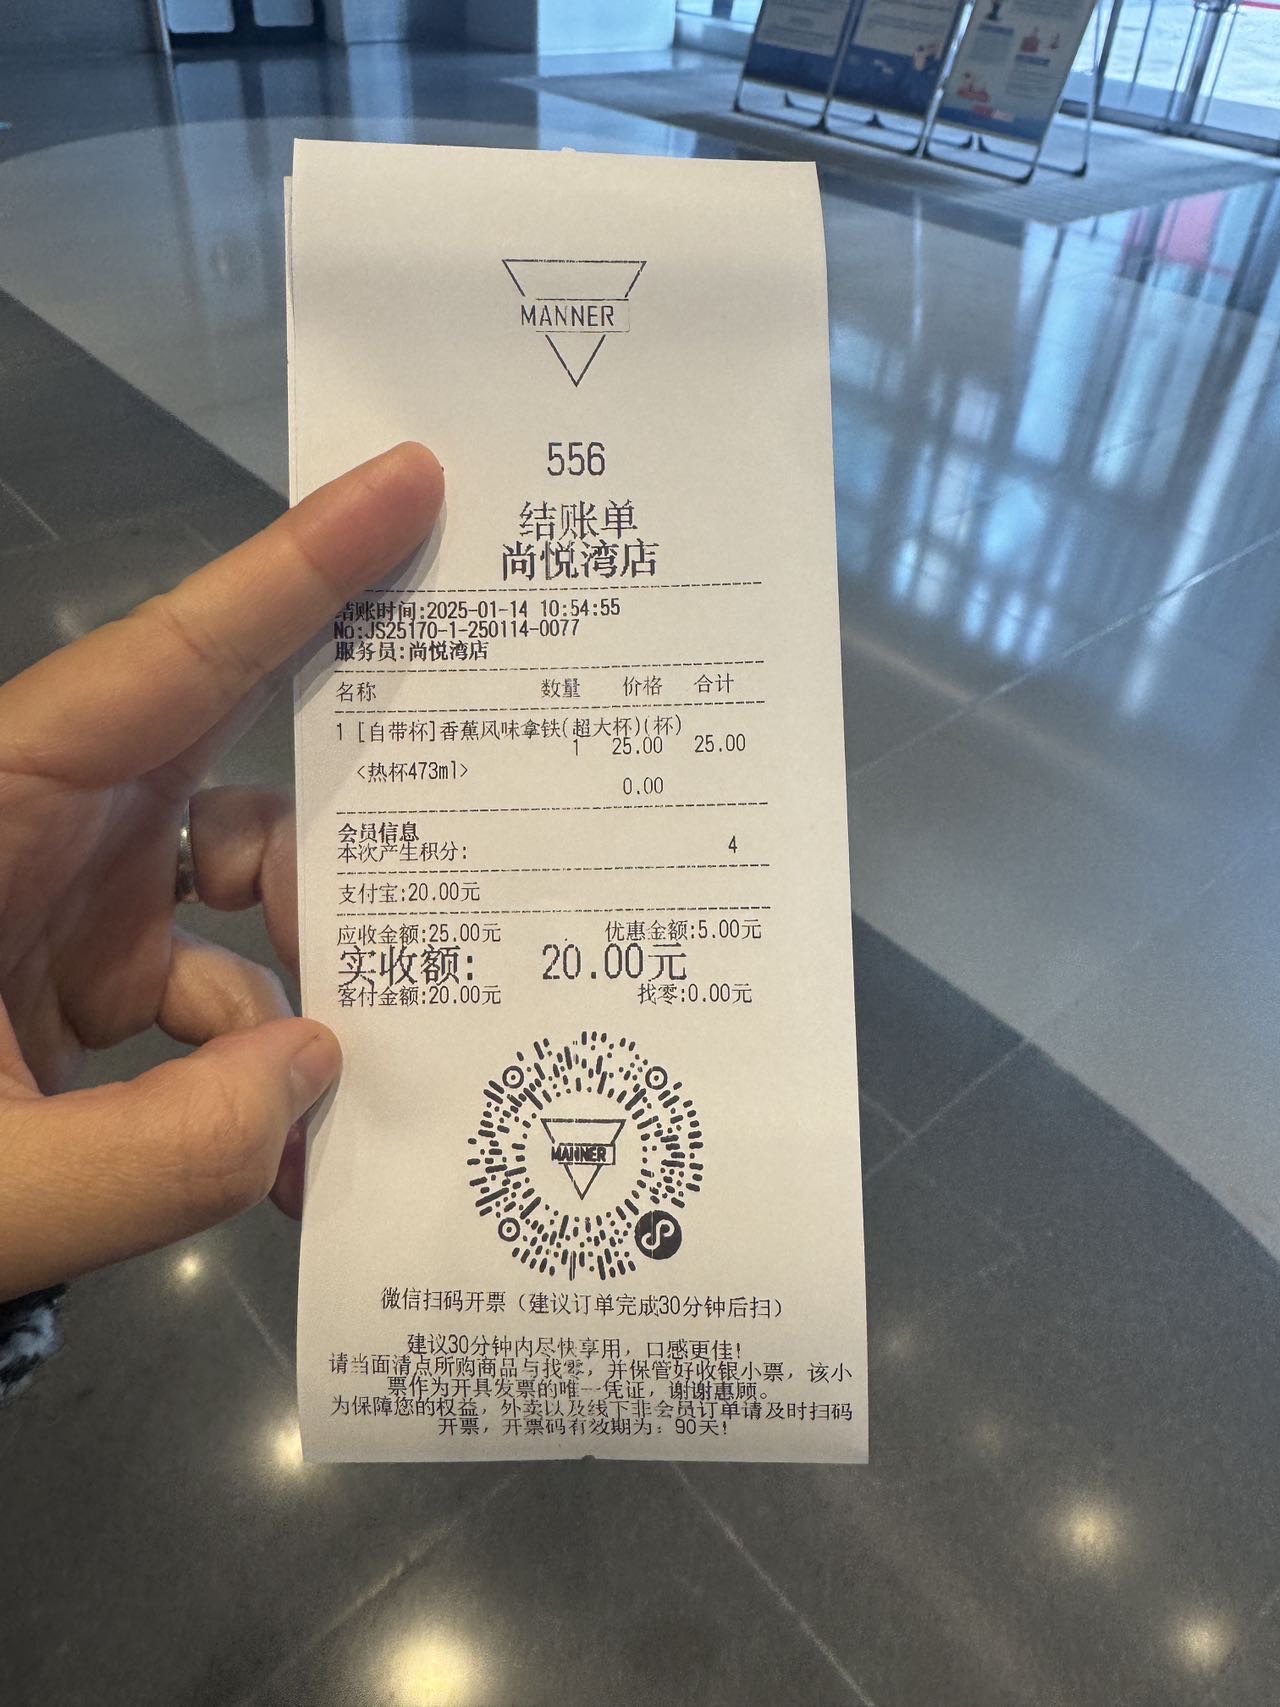 MANNER
556
结账单
尚悦湾店
结账时间:2025-01-14 10:54:55
No:JS25170-1-250114-0077
服务员:尚悦湾店
名称 数量 价格 合计
1 [自带杯]香蕉风味拿铁(超大杯)(杯)
1 25.00 25.00
<热杯473ml>
0.00
会员信息
本次产生积分: 4
支付宝:20.00元
应收金额:25.00元 优惠金额:5.00元
实收额: 20.00元
客付金额:20.00元 找零:0.00元
MANNER
微信扫码开票（建议订单完成30分钟后扫）
建议30分钟内尽快享用，口感更佳!
请当面清点所购商品与找零，并保管好收银小票，该小
票作为开具发票的唯一凭证，谢谢惠顾。
为保障您的权益，外卖以及线下非会员订单请及时扫码
开票，开票码有效期为：90天!